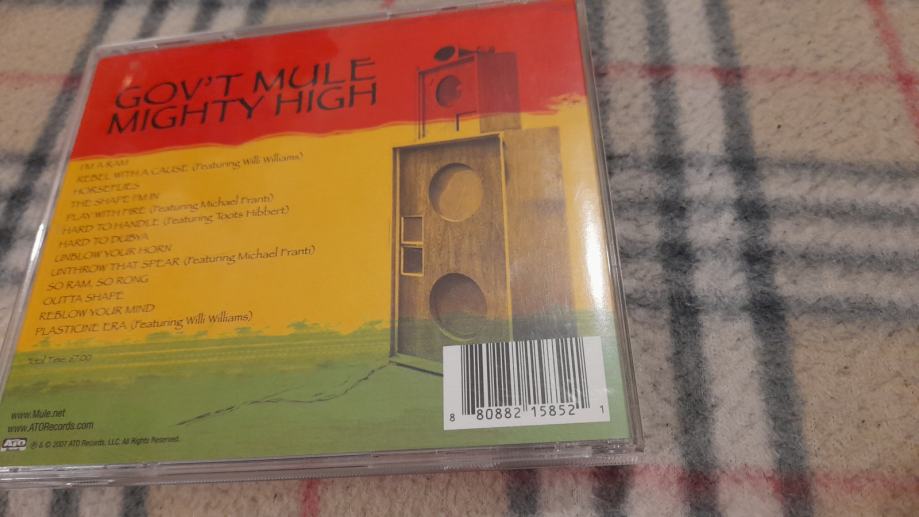 GOV'T MULE
MIGHTY HIGH
I'M A RAM
REBEL WITH A CAUSE (Featuring Willi Williams)
HORSEFLIES
THE SHAPE I'M IN
PLAY WITH FIRE (Featuring Michael Franti)
HARD TO HANDLE (Featuring Toots Hibbert)
HARD TO DUBYA
UNBLOW YOUR HORN
UNTHROW THAT SPEAR (Featuring Michael Franti)
SO RAM, SO RONG
OUTTA SHAPE
REBLOW YOUR MIND
PLASTICINE ERA (Featuring Willi Williams)
Total Time: 67:00
www.Mule.net
www.ATORecords.com
ATO ℗ & © 2007 ATO Records, LLC. All Rights Reserved.
8 80882 15852 1